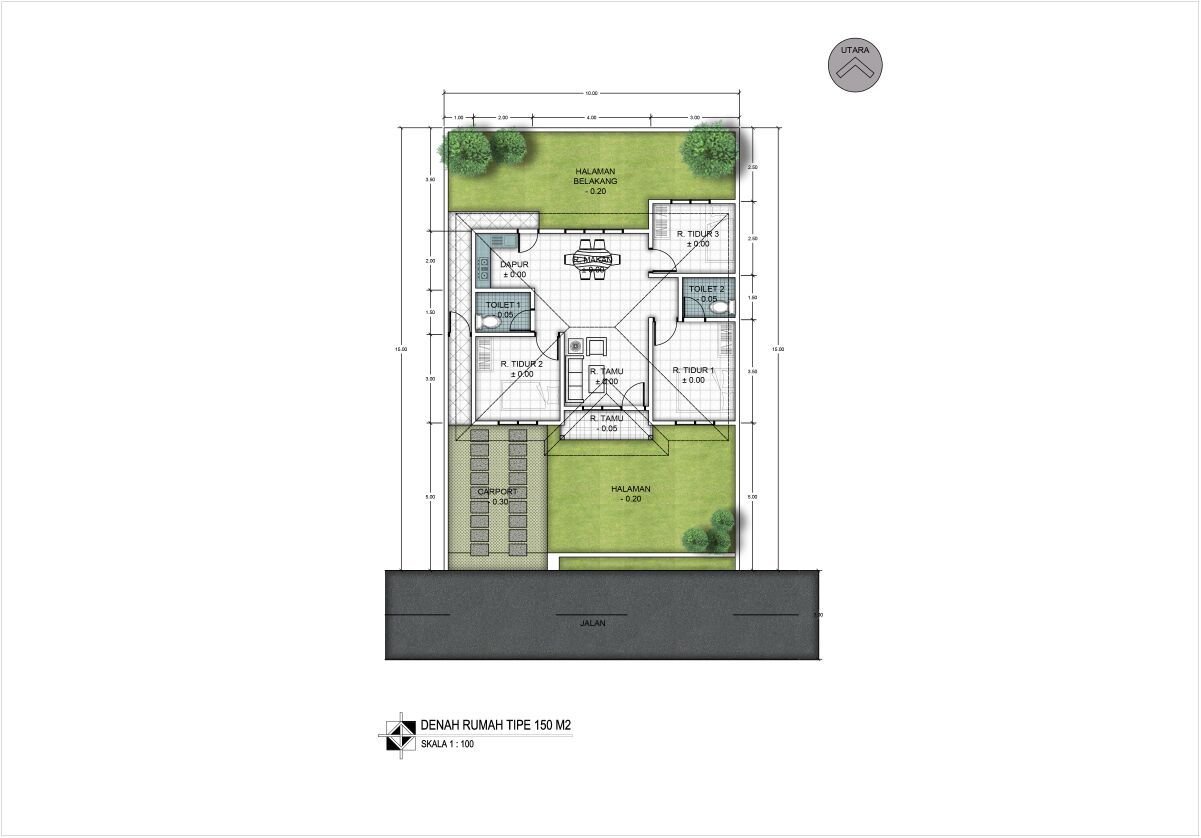 UTARA
10.00
1.00
2.00
4.00
3.00
HALAMAN
BELAKANG
- 0.20
3.50
2.50
R. TIDUR 3
± 0.00
2.50
DAPUR
± 0.00
R. MAKAN
± 0.00
2.00
TOILET 1
- 0.05
1.50
TOILET 2
- 0.05
1.50
15.00
15.00
R. TIDUR 2
± 0.00
3.00
R. TAMU
± 0.00
R. TIDUR 1
± 0.00
3.50
R. TAMU
- 0.05
CARPORT
- 0.30
HALAMAN
- 0.20
5.00
5.00
JALAN
DENAH RUMAH TIPE 150 M2
SKALA 1 : 100